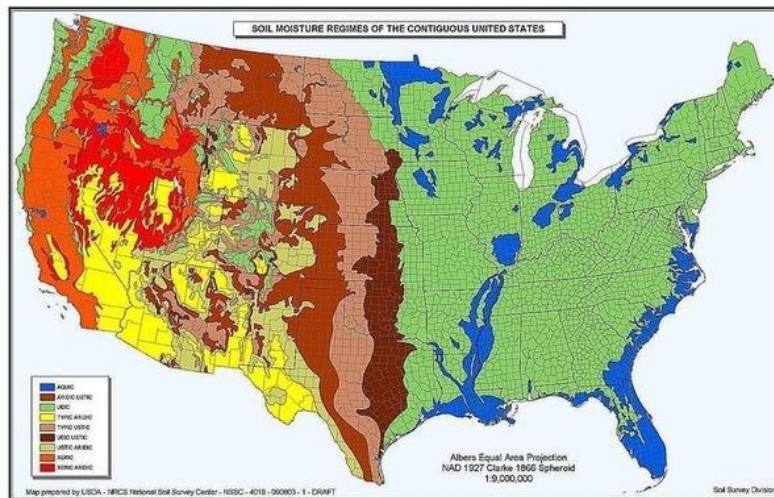 SOIL MOISTURE REGIMES OF THE CONTIGUOUS UNITED STATES
AQUIC
ARIDIC USTIC
UDIC
TYPIC ARIDIC
TYPIC USTIC
UDIC USTIC
USTIC ARIDIC
XERIC
XERIC ARIDIC
Albers Equal Area Projection
NAD 1927 Clarke 1866 Spheroid
1:9,000,000
Map prepared by USDA - NRCS National Soil Survey Center - NSSC - 4018 - 060803 - 1 - DRAFT
Soil Survey Division